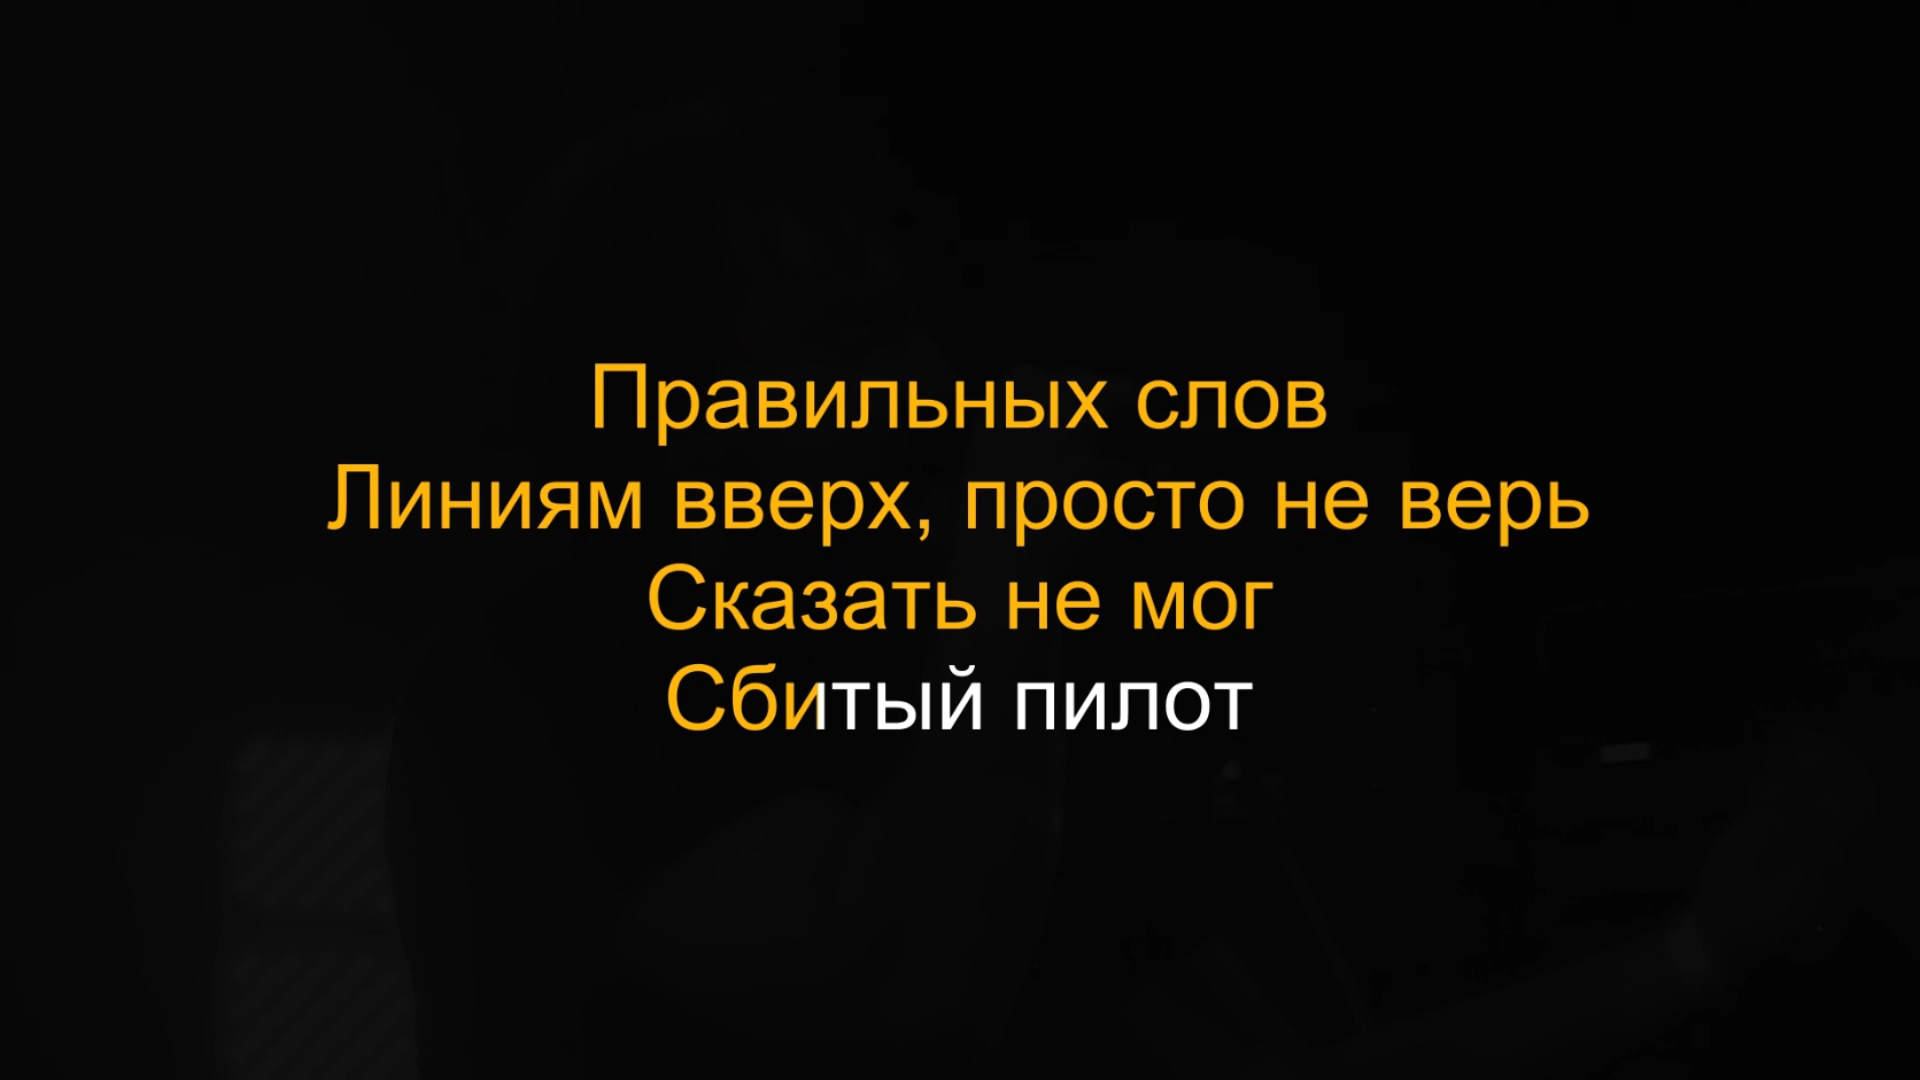 Правильных слов
Линиям вверх, просто не верь
Сказать не мог
Сбитый пилот